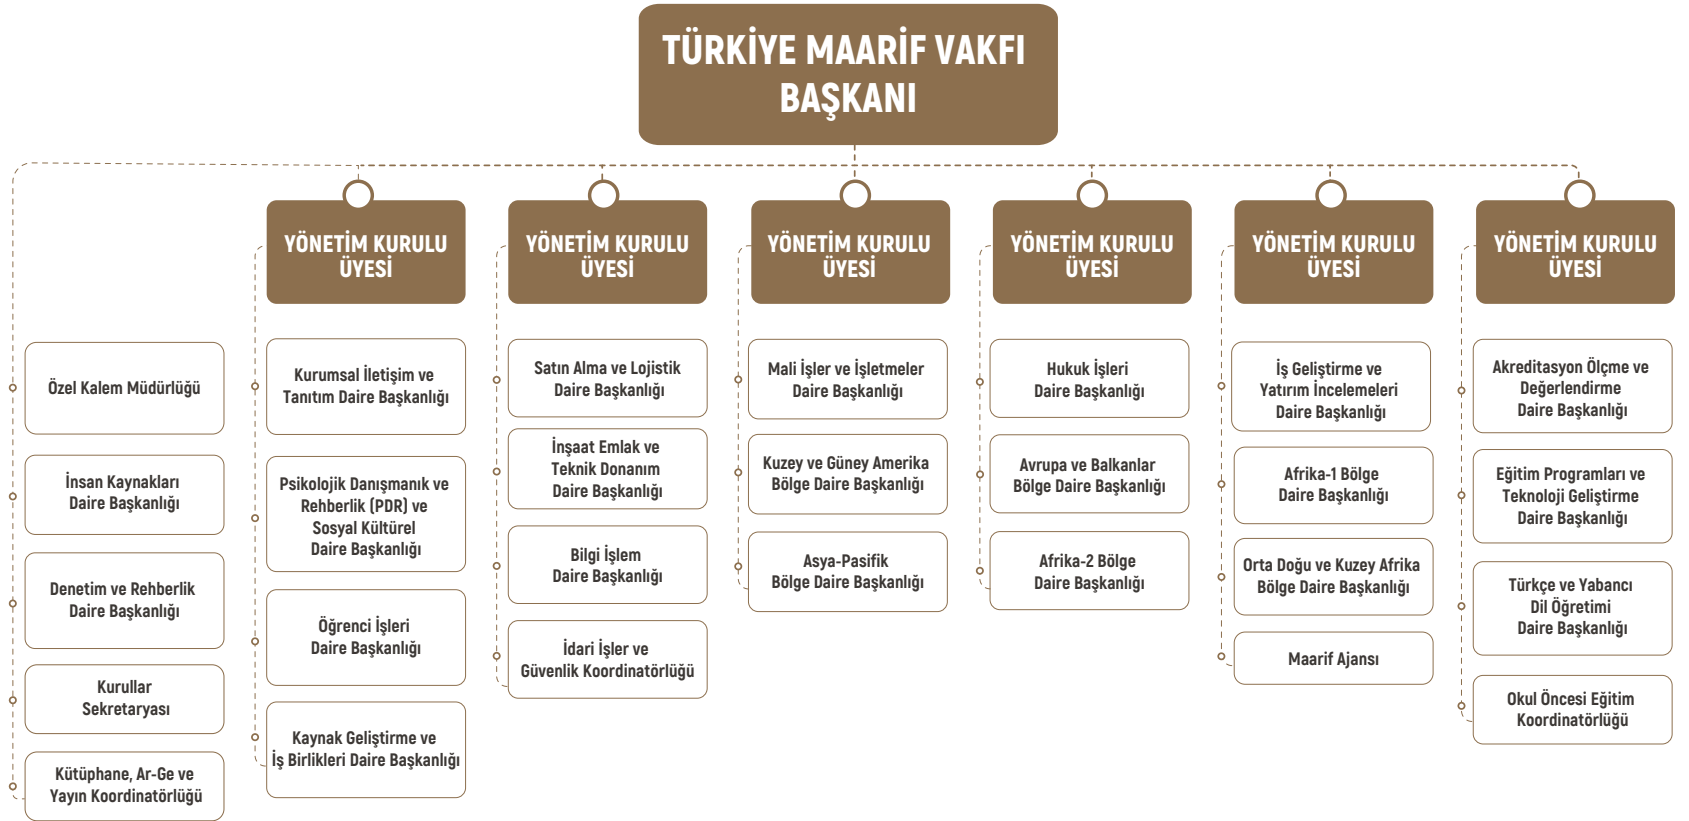 TÜRKİYE MAARİF VAKFI
BAŞKANI
Özel Kalem Müdürlüğü
İnsan Kaynakları
Daire Başkanlığı
Denetim ve Rehberlik
Daire Başkanlığı
Kurullar
Sekretaryası
Kütüphane, Ar-Ge ve
Yayın Koordinatörlüğü
YÖNETİM KURULU
ÜYESİ
Kurumsal İletişim ve
Tanıtım Daire Başkanlığı
Psikolojik Danışmanık ve
Rehberlik (PDR) ve
Sosyal Kültürel
Daire Başkanlığı
Öğrenci İşleri
Daire Başkanlığı
Kaynak Geliştirme ve
İş Birlikleri Daire Başkanlığı
YÖNETİM KURULU
ÜYESİ
Satın Alma ve Lojistik
Daire Başkanlığı
İnşaat Emlak ve
Teknik Donanım
Daire Başkanlığı
Bilgi İşlem
Daire Başkanlığı
İdari İşler ve
Güvenlik Koordinatörlüğü
YÖNETİM KURULU
ÜYESİ
Mali İşler ve İşletmeler
Daire Başkanlığı
Kuzey ve Güney Amerika
Bölge Daire Başkanlığı
Asya-Pasifik
Bölge Daire Başkanlığı
YÖNETİM KURULU
ÜYESİ
Hukuk İşleri
Daire Başkanlığı
Avrupa ve Balkanlar
Bölge Daire Başkanlığı
Afrika-2 Bölge
Daire Başkanlığı
YÖNETİM KURULU
ÜYESİ
İş Geliştirme ve
Yatırım İncelemeleri
Daire Başkanlığı
Afrika-1 Bölge
Daire Başkanlığı
Orta Doğu ve Kuzey Afrika
Bölge Daire Başkanlığı
Maarif Ajansı
YÖNETİM KURULU
ÜYESİ
Akreditasyon Ölçme ve
Değerlendirme
Daire Başkanlığı
Eğitim Programları ve
Teknoloji Geliştirme
Daire Başkanlığı
Türkçe ve Yabancı
Dil Öğretimi
Daire Başkanlığı
Okul Öncesi Eğitim
Koordinatörlüğü